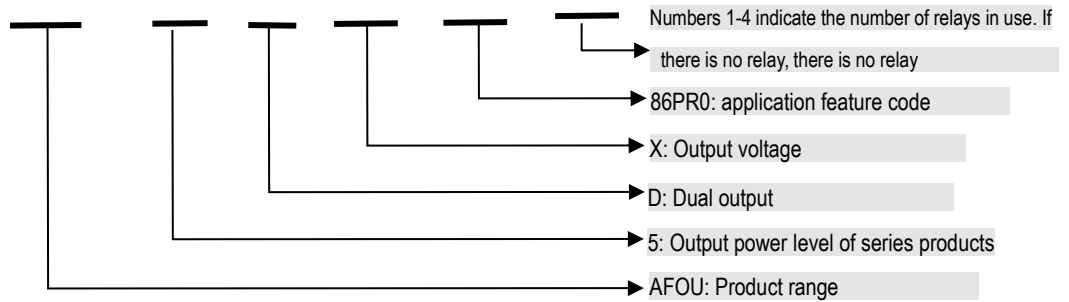 Numbers 1-4 indicate the number of relays in use. If
there is no relay, there is no relay
86PR0: application feature code
X: Output voltage
D: Dual output
5: Output power level of series products
AFOU: Product range